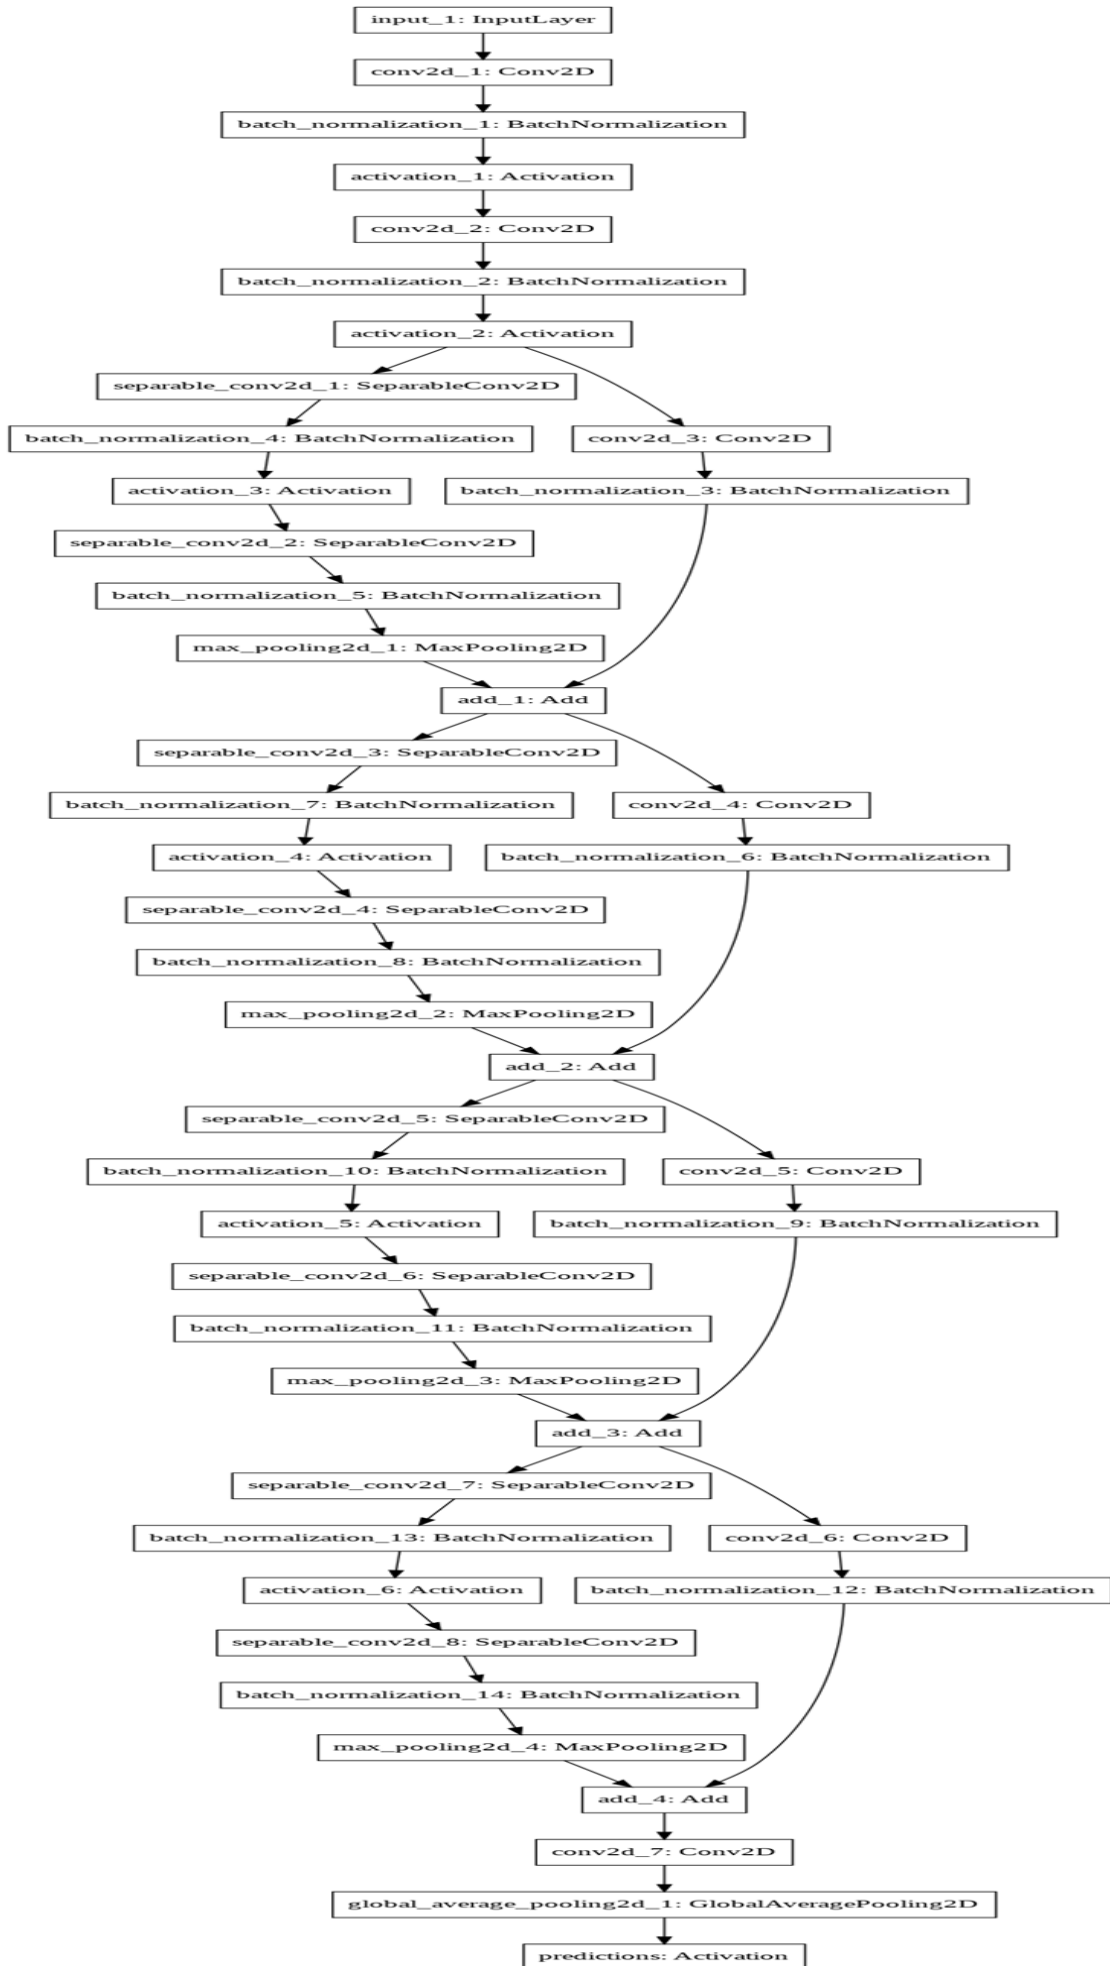 input_1: InputLayer
conv2d_1: Conv2D
batch_normalization_1: BatchNormalization
activation_1: Activation
conv2d_2: Conv2D
batch_normalization_2: BatchNormalization
activation_2: Activation
separable_conv2d_1: SeparableConv2D
batch_normalization_4: BatchNormalization
conv2d_3: Conv2D
activation_3: Activation
batch_normalization_3: BatchNormalization
separable_conv2d_2: SeparableConv2D
batch_normalization_5: BatchNormalization
max_pooling2d_1: MaxPooling2D
add_1: Add
separable_conv2d_3: SeparableConv2D
batch_normalization_7: BatchNormalization
conv2d_4: Conv2D
activation_4: Activation
batch_normalization_6: BatchNormalization
separable_conv2d_4: SeparableConv2D
batch_normalization_8: BatchNormalization
max_pooling2d_2: MaxPooling2D
add_2: Add
separable_conv2d_5: SeparableConv2D
batch_normalization_10: BatchNormalization
conv2d_5: Conv2D
activation_5: Activation
batch_normalization_9: BatchNormalization
separable_conv2d_6: SeparableConv2D
batch_normalization_11: BatchNormalization
max_pooling2d_3: MaxPooling2D
add_3: Add
separable_conv2d_7: SeparableConv2D
batch_normalization_13: BatchNormalization
conv2d_6: Conv2D
activation_6: Activation
batch_normalization_12: BatchNormalization
separable_conv2d_8: SeparableConv2D
batch_normalization_14: BatchNormalization
max_pooling2d_4: MaxPooling2D
add_4: Add
conv2d_7: Conv2D
global_average_pooling2d_1: GlobalAveragePooling2D
predictions: Activation